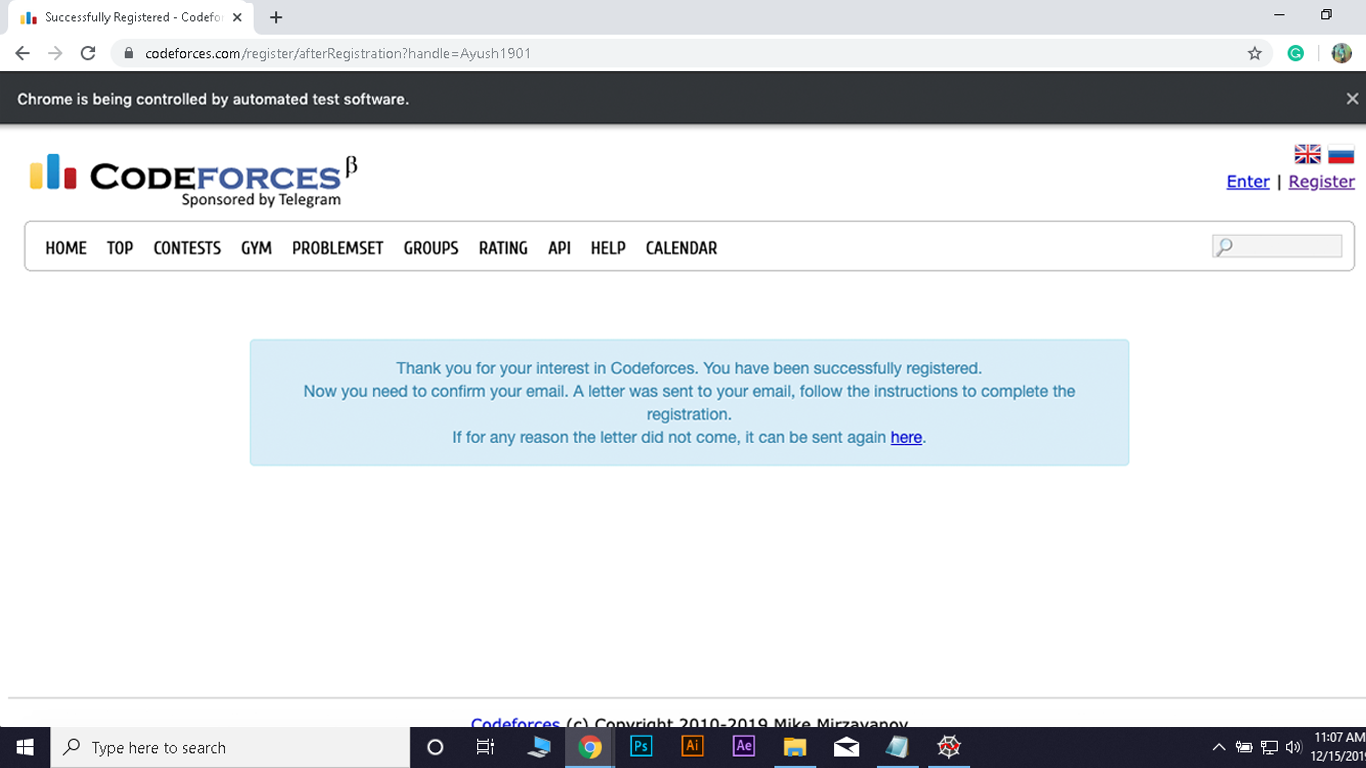 Successfully Registered - Codefo
codeforces.com/register/afterRegistration?handle=Ayush1901
Chrome is being controlled by automated test software.
CODEFORCES β
Sponsored by Telegram
Enter | Register
HOME TOP CONTESTS GYM PROBLEMSET GROUPS RATING API HELP CALENDAR
Thank you for your interest in Codeforces. You have been successfully registered.
Now you need to confirm your email. A letter was sent to your email, follow the instructions to complete the
registration.
If for any reason the letter did not come, it can be sent again here.
Codeforces (c) Copyright 2010-2019 Mike Mirzayanov
Type here to search
Ps
Ai
Ae
11:07 AM
12/15/201